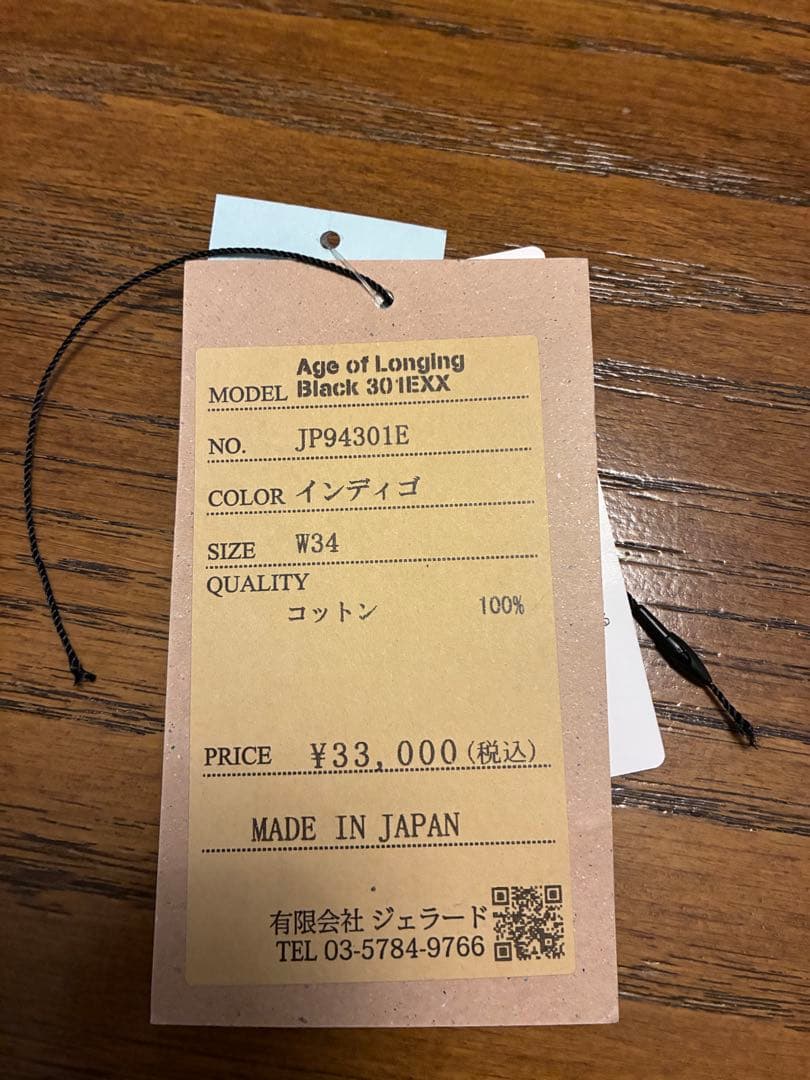 Age of Longing
MODEL Black 301EXX
NO. JP94301E
COLOR インディゴ
SIZE W34
QUALITY
コットン 100%
PRICE ¥33,000(税込)
MADE IN JAPAN
有限会社 ジェラード
TEL 03-5784-9766